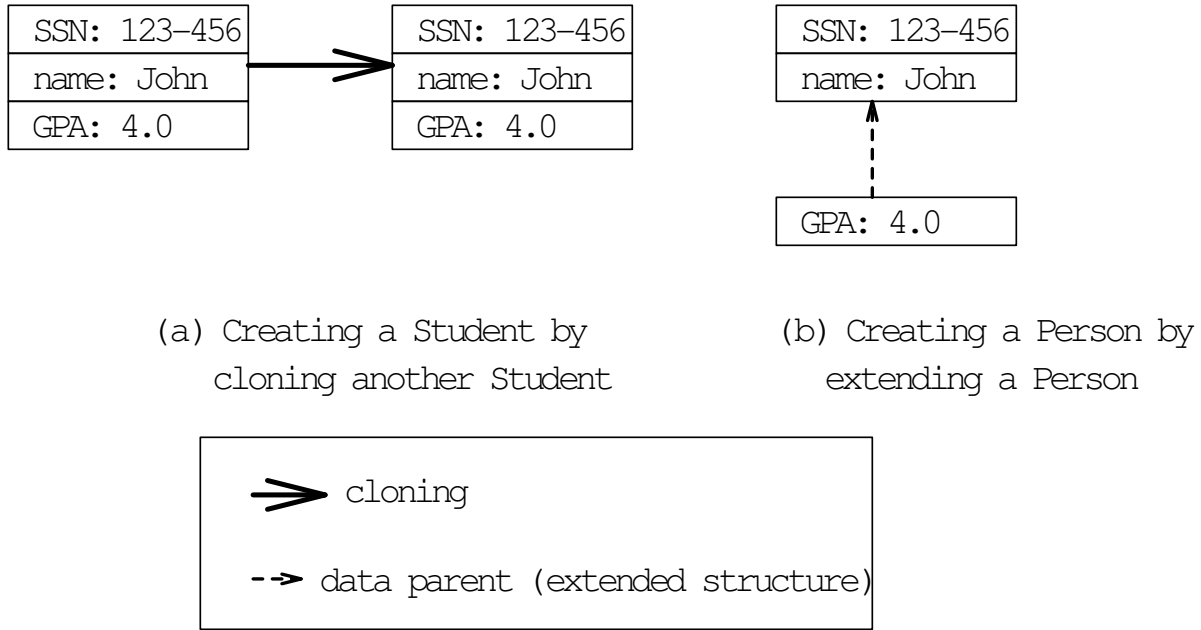 SSN: 123–456
name: John
GPA: 4.0
SSN: 123–456
name: John
GPA: 4.0
SSN: 123–456
name: John
GPA: 4.0
(a) Creating a Student by
cloning another Student
(b) Creating a Person by
extending a Person
cloning
data parent (extended structure)